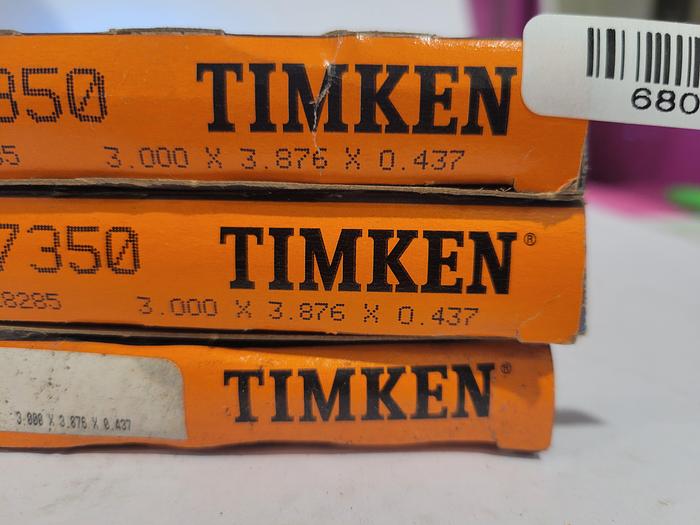 680
850 TIMKEN
85 3.000 X 3.876 X 0.437
7350 TIMKEN®
8285 3.000 X 3.876 X 0.437
TIMKEN®
3.000 X 3.876 X 0.437